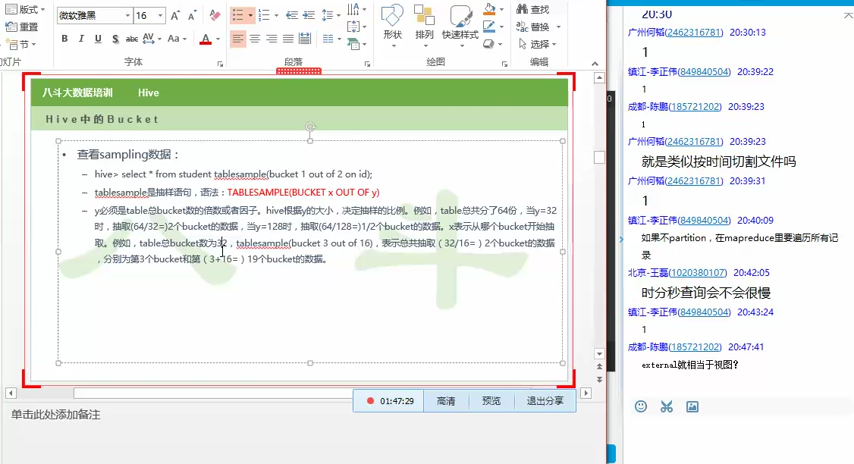 版式
重置
节
灯片
微软雅黑
16
B I U S abc AV Aa A
字体
段落
形状
排列
快速样式
绘图
查找
替换
选择
编辑
八斗大数据培训 Hive
Hive中的Bucket
• 查看sampling数据：
– hive> select * from student tablesample(bucket 1 out of 2 on id);
– tablesample是抽样语句，语法：TABLESAMPLE(BUCKET x OUT OF y)
– y必须是table总bucket数的倍数或者因子。hive根据y的大小，决定抽样的比例。例如，table总共分了64份，当y=32
时，抽取(64/32=)2个bucket的数据，当y=128时，抽取(64/128=)1/2个bucket的数据。x表示从哪个bucket开始抽
取。例如，table总bucket数为32，tablesample(bucket 3 out of 16)，表示总共抽取（32/16=）2个bucket的数据
，分别为第3个bucket和第（3+16=）19个bucket的数据。
八斗
01:47:29
高清
预览
退出分享
单击此处添加备注
20:30
广州何韬(2462316781) 20:30:13
1
镇江-李正伟(849840504) 20:39:22
1
成都-陈鹏(185721202) 20:39:23
1
广州何韬(2462316781) 20:39:23
就是类似按时间切割文件吗
广州何韬(2462316781) 20:39:31
1
镇江-李正伟(849840504) 20:40:09
如果不partition，在mapreduce里要遍历所有记
录
北京-王磊(1020380107) 20:42:05
时分秒查询会不会很慢
镇江-李正伟(849840504) 20:43:24
1
成都-陈鹏(185721202) 20:47:41
external就相当于视图?